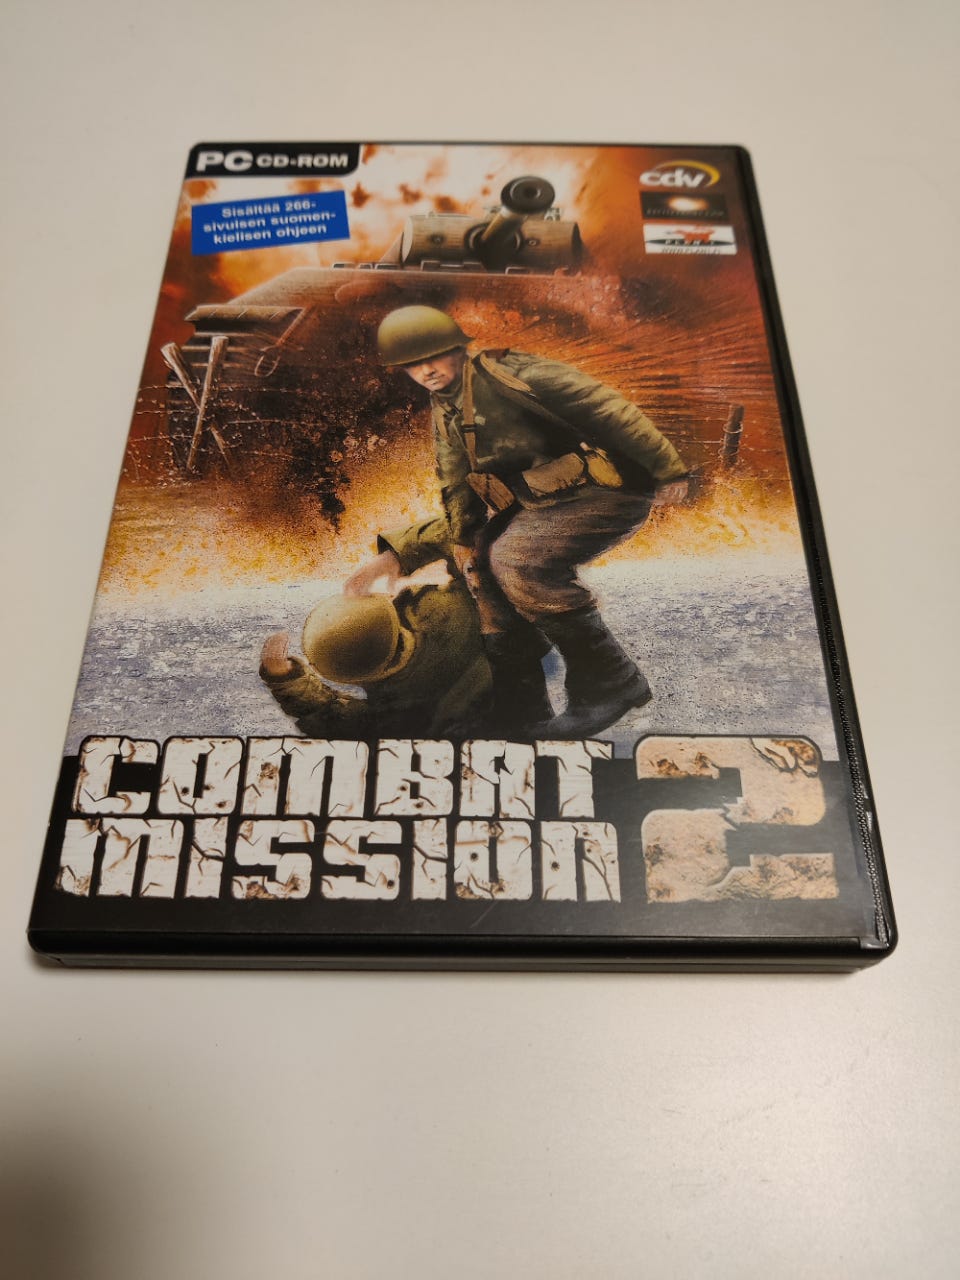 PC CD-ROM
Sisältää 266-
sivuisen suomen-
kielisen ohjeen
cdv
COMBAT
MISSION 2